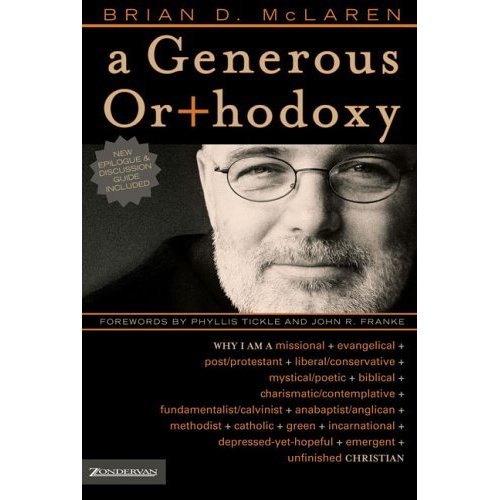 BRIAN D. McLAREN
a Generous
Or+hodoxy
NEW
EPILOGUE &
DISCUSSION
GUIDE
INCLUDED
FOREWORDS BY PHYLLIS TICKLE AND JOHN R. FRANKE
WHY I AM A missional + evangelical +
post/protestant + liberal/conservative +
mystical/poetic + biblical +
charismatic/contemplative +
fundamentalist/calvinist + anabaptist/anglican +
methodist + catholic + green + incarnational +
depressed-yet-hopeful + emergent +
unfinished CHRISTIAN
ZONDERVAN